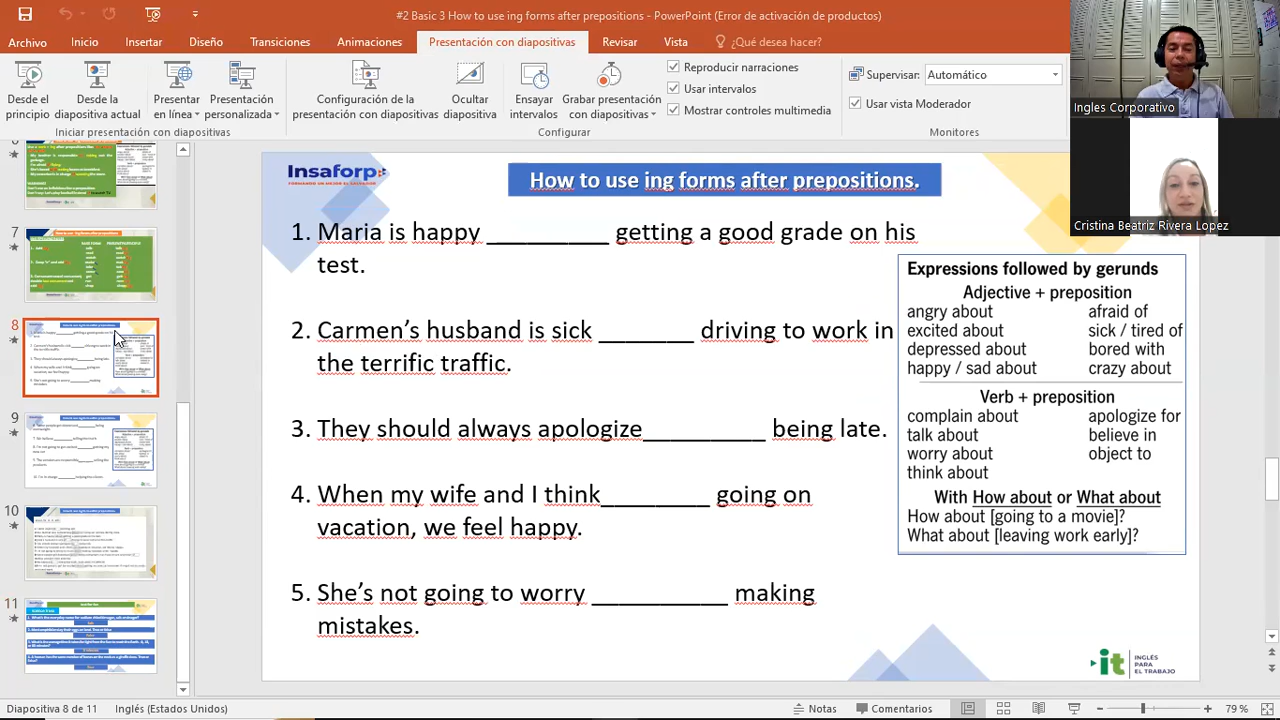 #2 Basic 3 How to use ing forms after prepositions - PowerPoint (Error de activación de productos)
Archivo Inicio Insertar Diseño Transiciones Animaciones Presentación con diapositivas Revisar Vista ¿Qué desea hacer?
Desde el principio
Desde la diapositiva actual
Presentar en línea
Presentación personalizada
Iniciar presentación con diapositivas
Configuración de la presentación con diapositivas
Ocultar diapositiva
Ensayar intervalos
Grabar presentación con diapositivas
Configurar
Reproducir narraciones
Usar intervalos
Mostrar controles multimedia
Supervisar: Automático
Usar vista Moderador
Monitores
Ingles Corporativo
Cristina Beatriz Rivera Lopez
7
8
9
10
11
Insaforp
How to use ing forms
1. Maria is happy _________ getting a good grade on his
test.
2. Carmen's husband is sick _______ driving to work in
the terrific traffic.
3. They should always apologize being late.
4. When my wife and I think________ going on
vacation, we feel happy.
5. She's not going to worry __________ making
mistakes.
Expressions followed by gerunds
Adjective + preposition
angry about afraid of
excited about sick / tired of
depressed about bored with
happy / sad about crazy about
Verb + preposition
complain about apologize for
talk about believe in
worry about object to
think about
With How about or What about
How about [going to a movie]?
What about [leaving work early]?
it INGLÉS
PARA
EL TRABAJO
Diapositiva 8 de 11 Inglés (Estados Unidos) Notas Comentarios 79 %